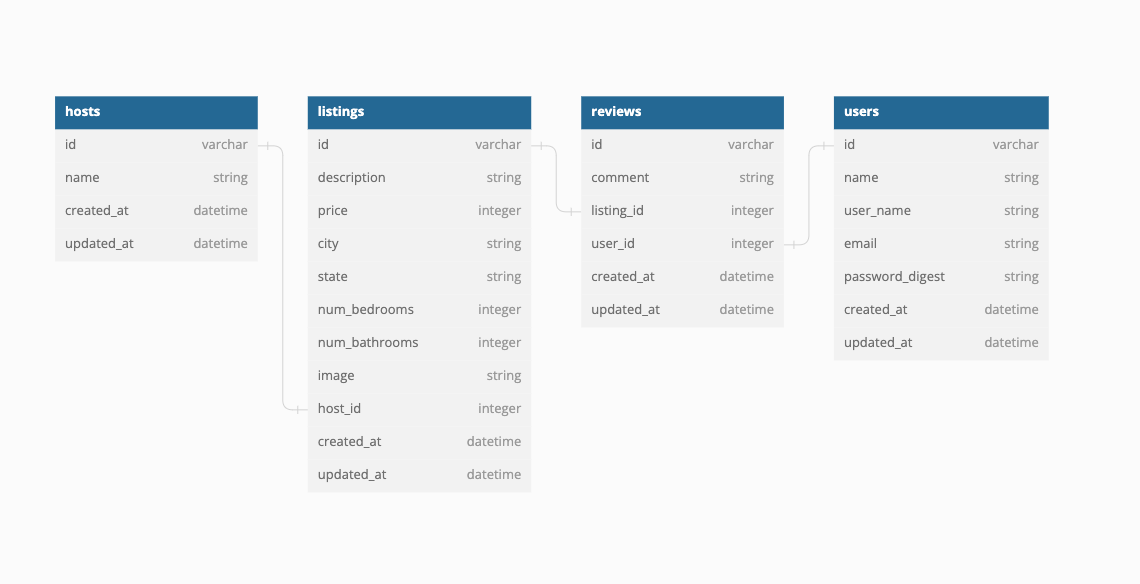 hosts
id varchar
name string
created_at datetime
updated_at datetime
listings
id varchar
description string
price integer
city string
state string
num_bedrooms integer
num_bathrooms integer
image string
host_id integer
created_at datetime
updated_at datetime
reviews
id varchar
comment string
listing_id integer
user_id integer
created_at datetime
updated_at datetime
users
id varchar
name string
user_name string
email string
password_digest string
created_at datetime
updated_at datetime